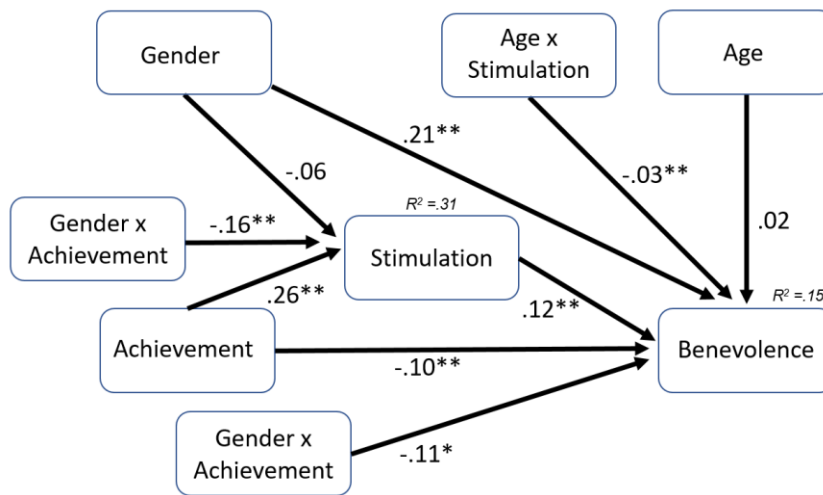 Gender
Age x
Stimulation
Age
.21**
-.06
-.03**
R² =.31
Gender x
Achievement
-.16**
Stimulation
.02
.26**
.12**
R² =.15
Achievement
-.10**
Benevolence
Gender x
Achievement
-.11*